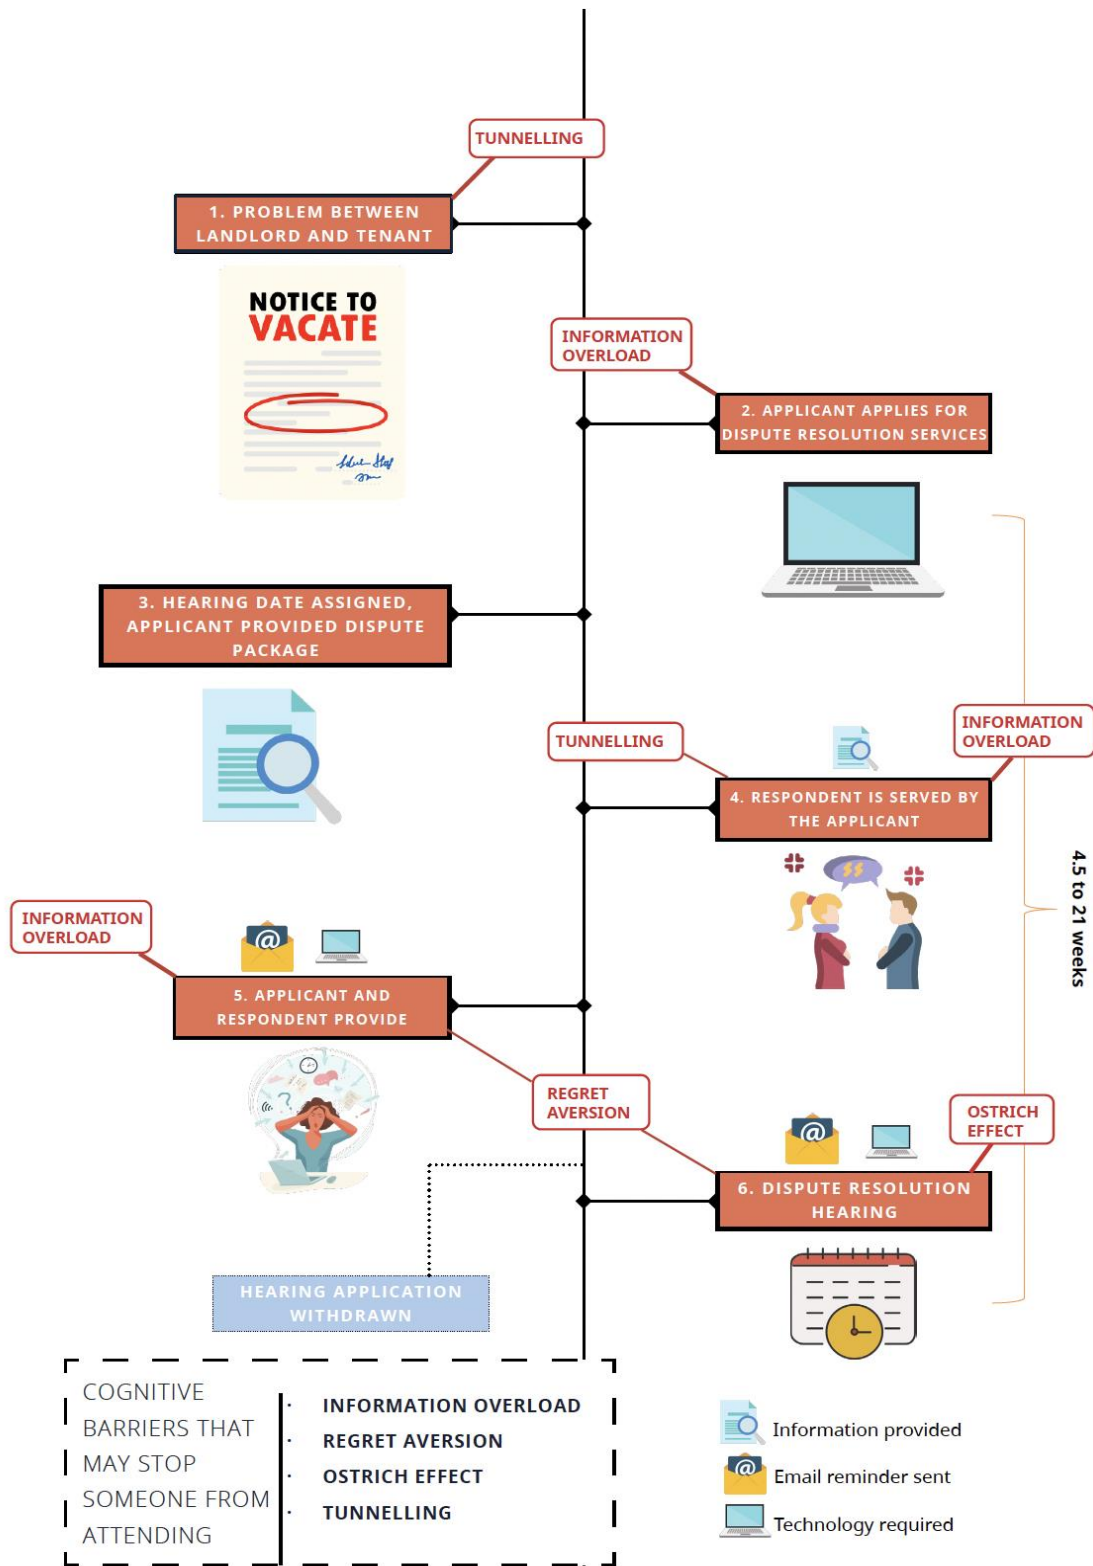 TUNNELLING
1. PROBLEM BETWEEN
LANDLORD AND TENANT
NOTICE TO
VACATE
INFORMATION
OVERLOAD
2. APPLICANT APPLIES FOR
DISPUTE RESOLUTION SERVICES
3. HEARING DATE ASSIGNED,
APPLICANT PROVIDED DISPUTE
PACKAGE
TUNNELLING
INFORMATION
OVERLOAD
4. RESPONDENT IS SERVED BY
THE APPLICANT
4.5 to 21 weeks
INFORMATION
OVERLOAD
@
5. APPLICANT AND
RESPONDENT PROVIDE
?
REGRET
AVERSION
OSTRICH
EFFECT
@
6. DISPUTE RESOLUTION
HEARING
HEARING APPLICATION
WITHDRAWN
COGNITIVE
BARRIERS THAT
MAY STOP
SOMEONE FROM
ATTENDING
· INFORMATION OVERLOAD
· REGRET AVERSION
· OSTRICH EFFECT
· TUNNELLING
Information provided
@
Email reminder sent
Technology required